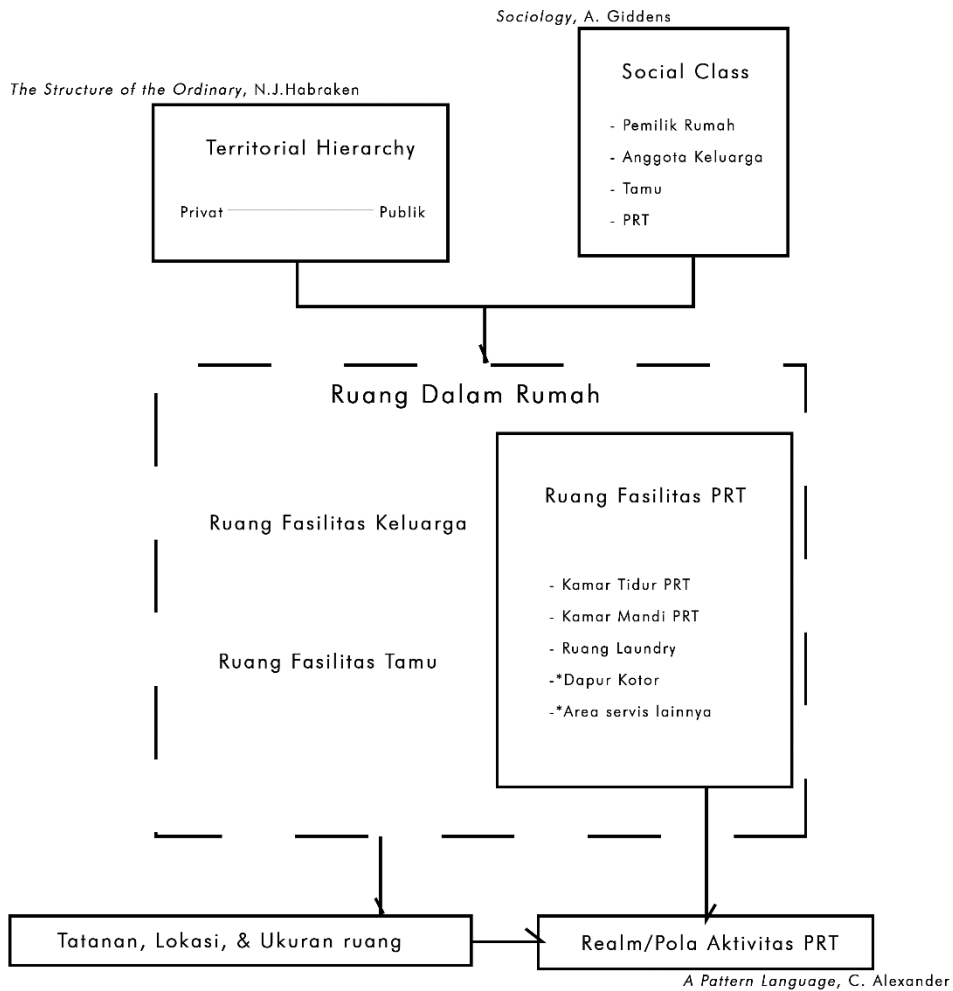 Sociology, A. Giddens
Social Class
- Pemilik Rumah
- Anggota Keluarga
- Tamu
- PRT
The Structure of the Ordinary, N.J.Habraken
Territorial Hierarchy
Privat Publik
Ruang Dalam Rumah
Ruang Fasilitas Keluarga
Ruang Fasilitas Tamu
Ruang Fasilitas PRT
- Kamar Tidur PRT
- Kamar Mandi PRT
- Ruang Laundry
-*Dapur Kotor
-*Area servis lainnya
Tatanan, Lokasi, & Ukuran ruang
Realm/Pola Aktivitas PRT
A Pattern Language, C. Alexander